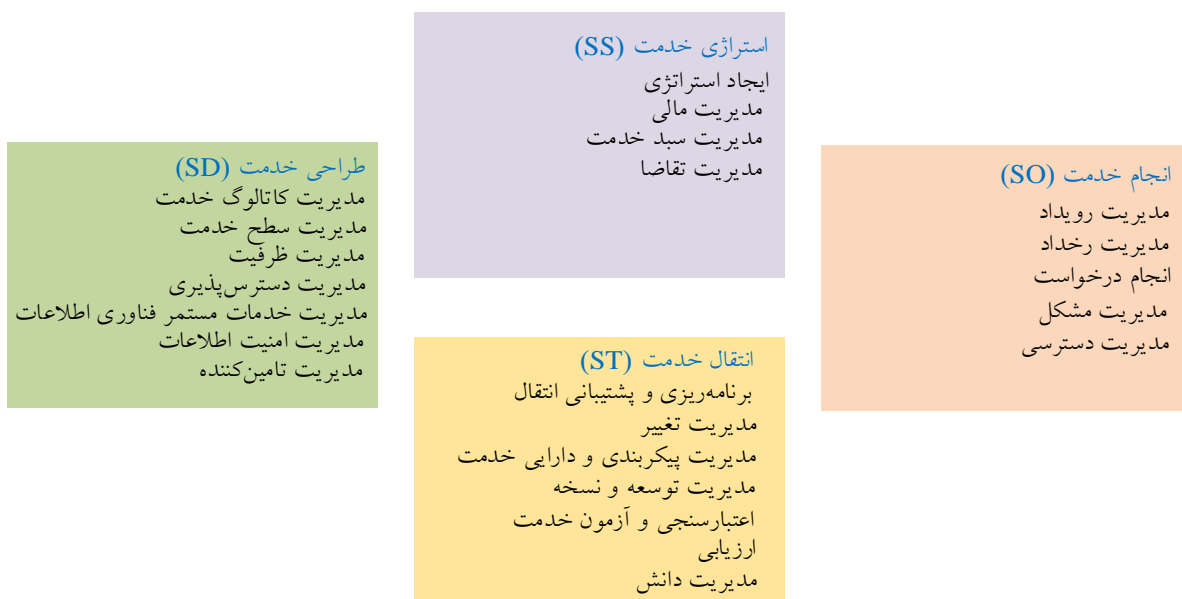 استراژی خدمت (SS)
ایجاد استراتژی
مدیریت مالی
مدیریت سبد خدمت
مدیریت تقاضا
انجام خدمت (SO)
مدیریت رویداد
مدیریت رخداد
انجام درخواست
مدیریت مشکل
مدیریت دسترسی
طراحی خدمت (SD)
مدیریت کاتالوگ خدمت
مدیریت سطح خدمت
مدیریت ظرفیت
مدیریت دسترس‌پذیری
مدیریت خدمات مستمر فناوری اطلاعات
مدیریت امنیت اطلاعات
مدیریت تامین‌کننده
انتقال خدمت (ST)
برنامه‌ریزی و پشتیبانی انتقال
مدیریت تغییر
مدیریت پیکربندی و دارایی خدمت
مدیریت توسعه و نسخه
اعتبارسنجی و آزمون خدمت
ارزیابی
مدیریت دانش